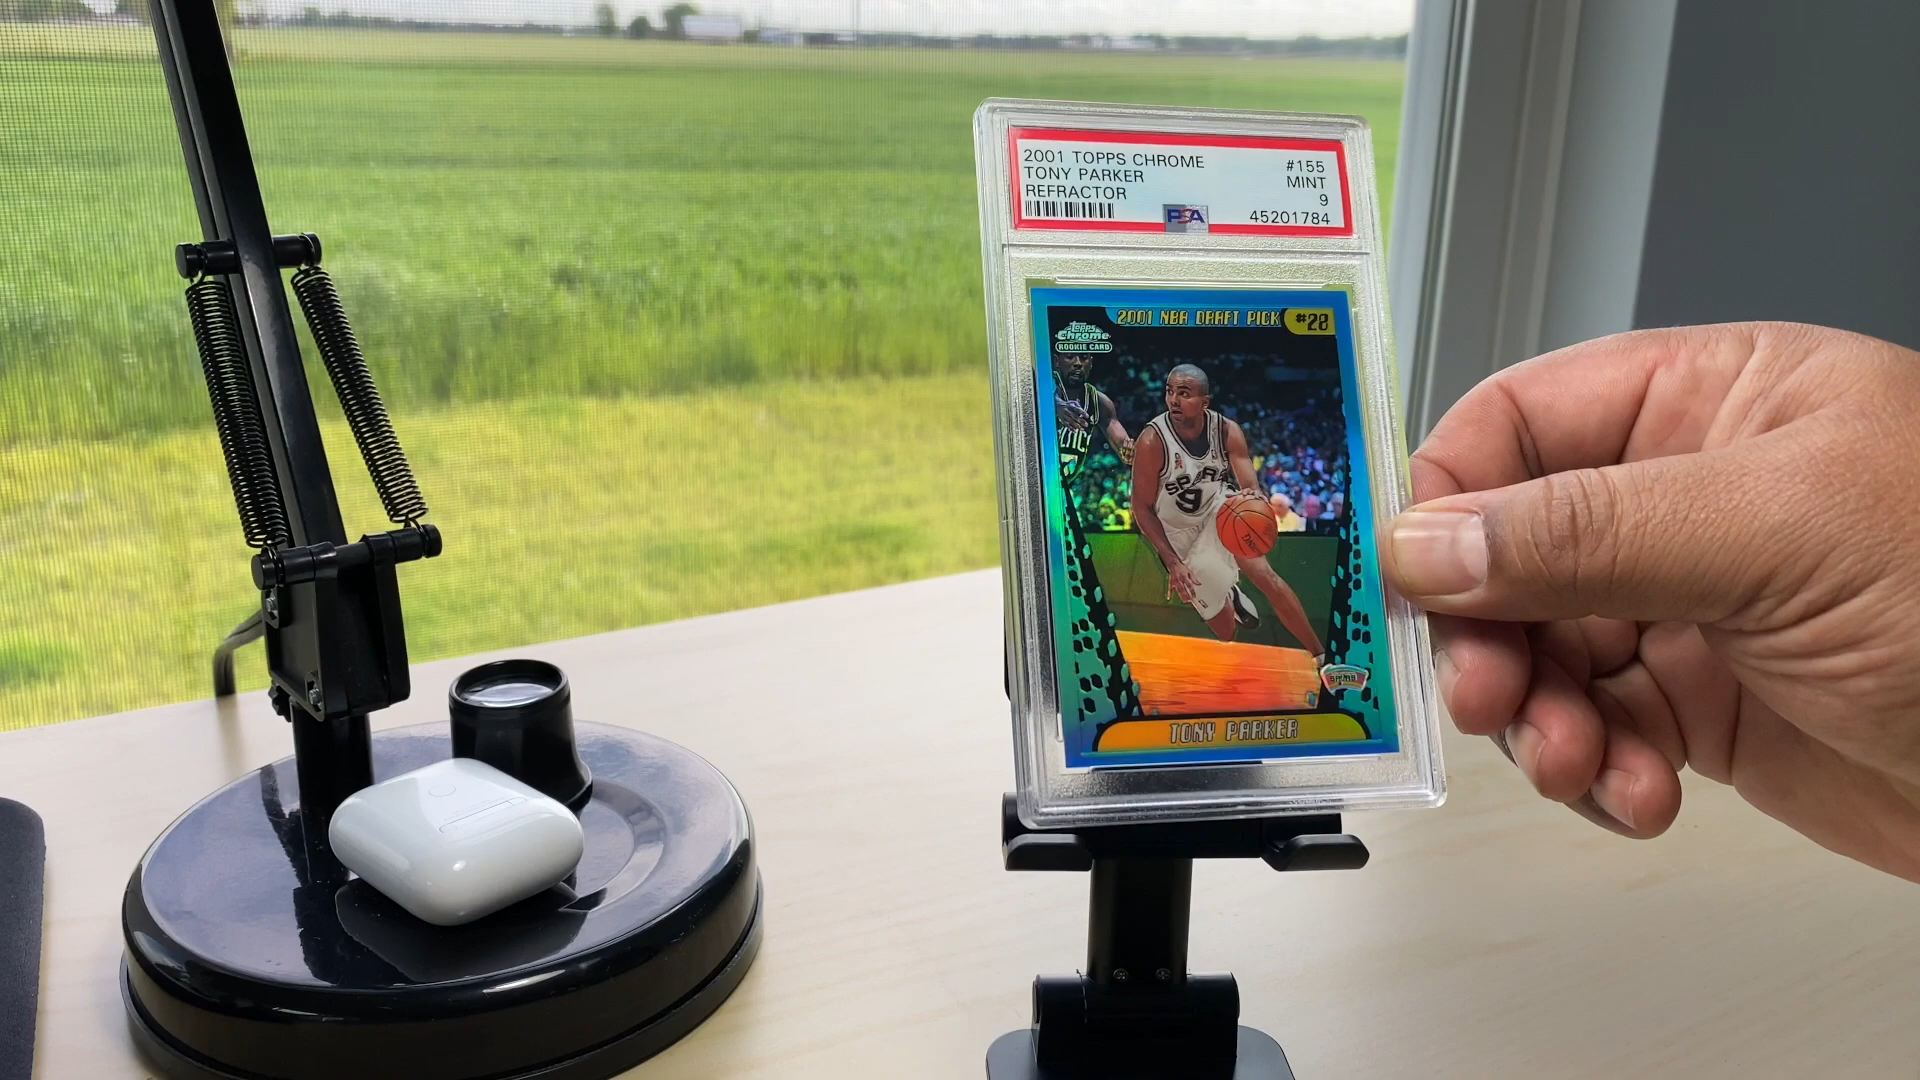 2001 TOPPS CHROME #155
TONY PARKER MINT
REFRACTOR 9
PSA 45201784
2001 NBA DRAFT PICK #28
Topps
Chrome
ROOKIE CARD
SPURS
9
SPURS
TONY PARKER